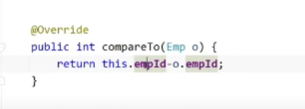 @Override
public int compareTo(Emp o) {
return this.empId-o.empId;
}